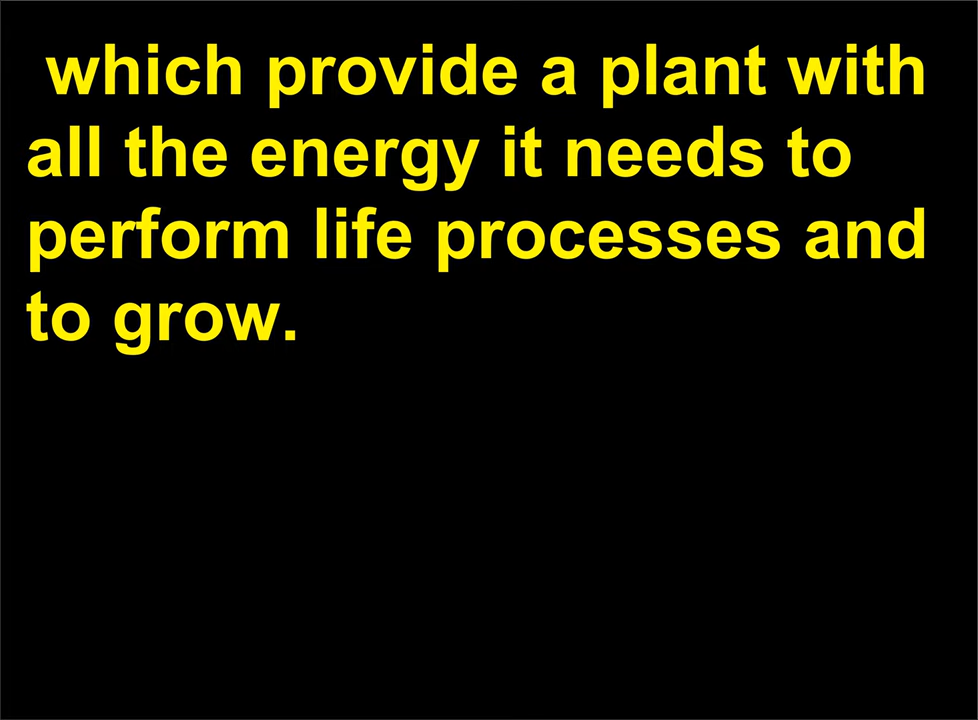 which provide a plant with
all the energy it needs to
perform life processes and
to grow.